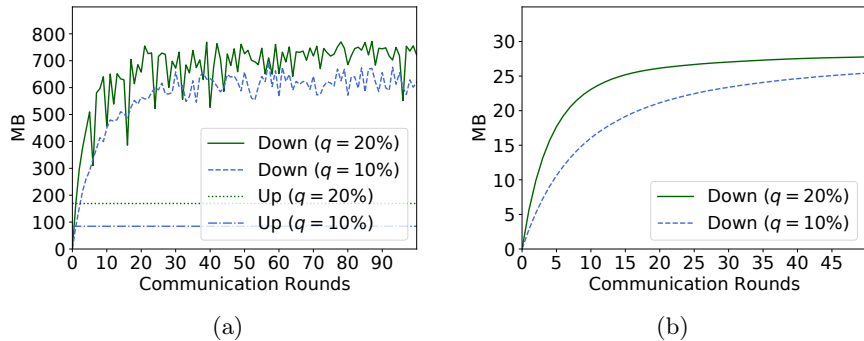 800
700
600
500
400
300
200
100
0
MB
0 10 20 30 40 50 60 70 80 90
Communication Rounds
Down (q = 20%)
Down (q = 10%)
Up (q = 20%)
Up (q = 10%)
(a)
35
30
25
20
15
10
5
0
MB
0 5 10 15 20 25 30 35 40 45
Communication Rounds
Down (q = 20%)
Down (q = 10%)
(b)